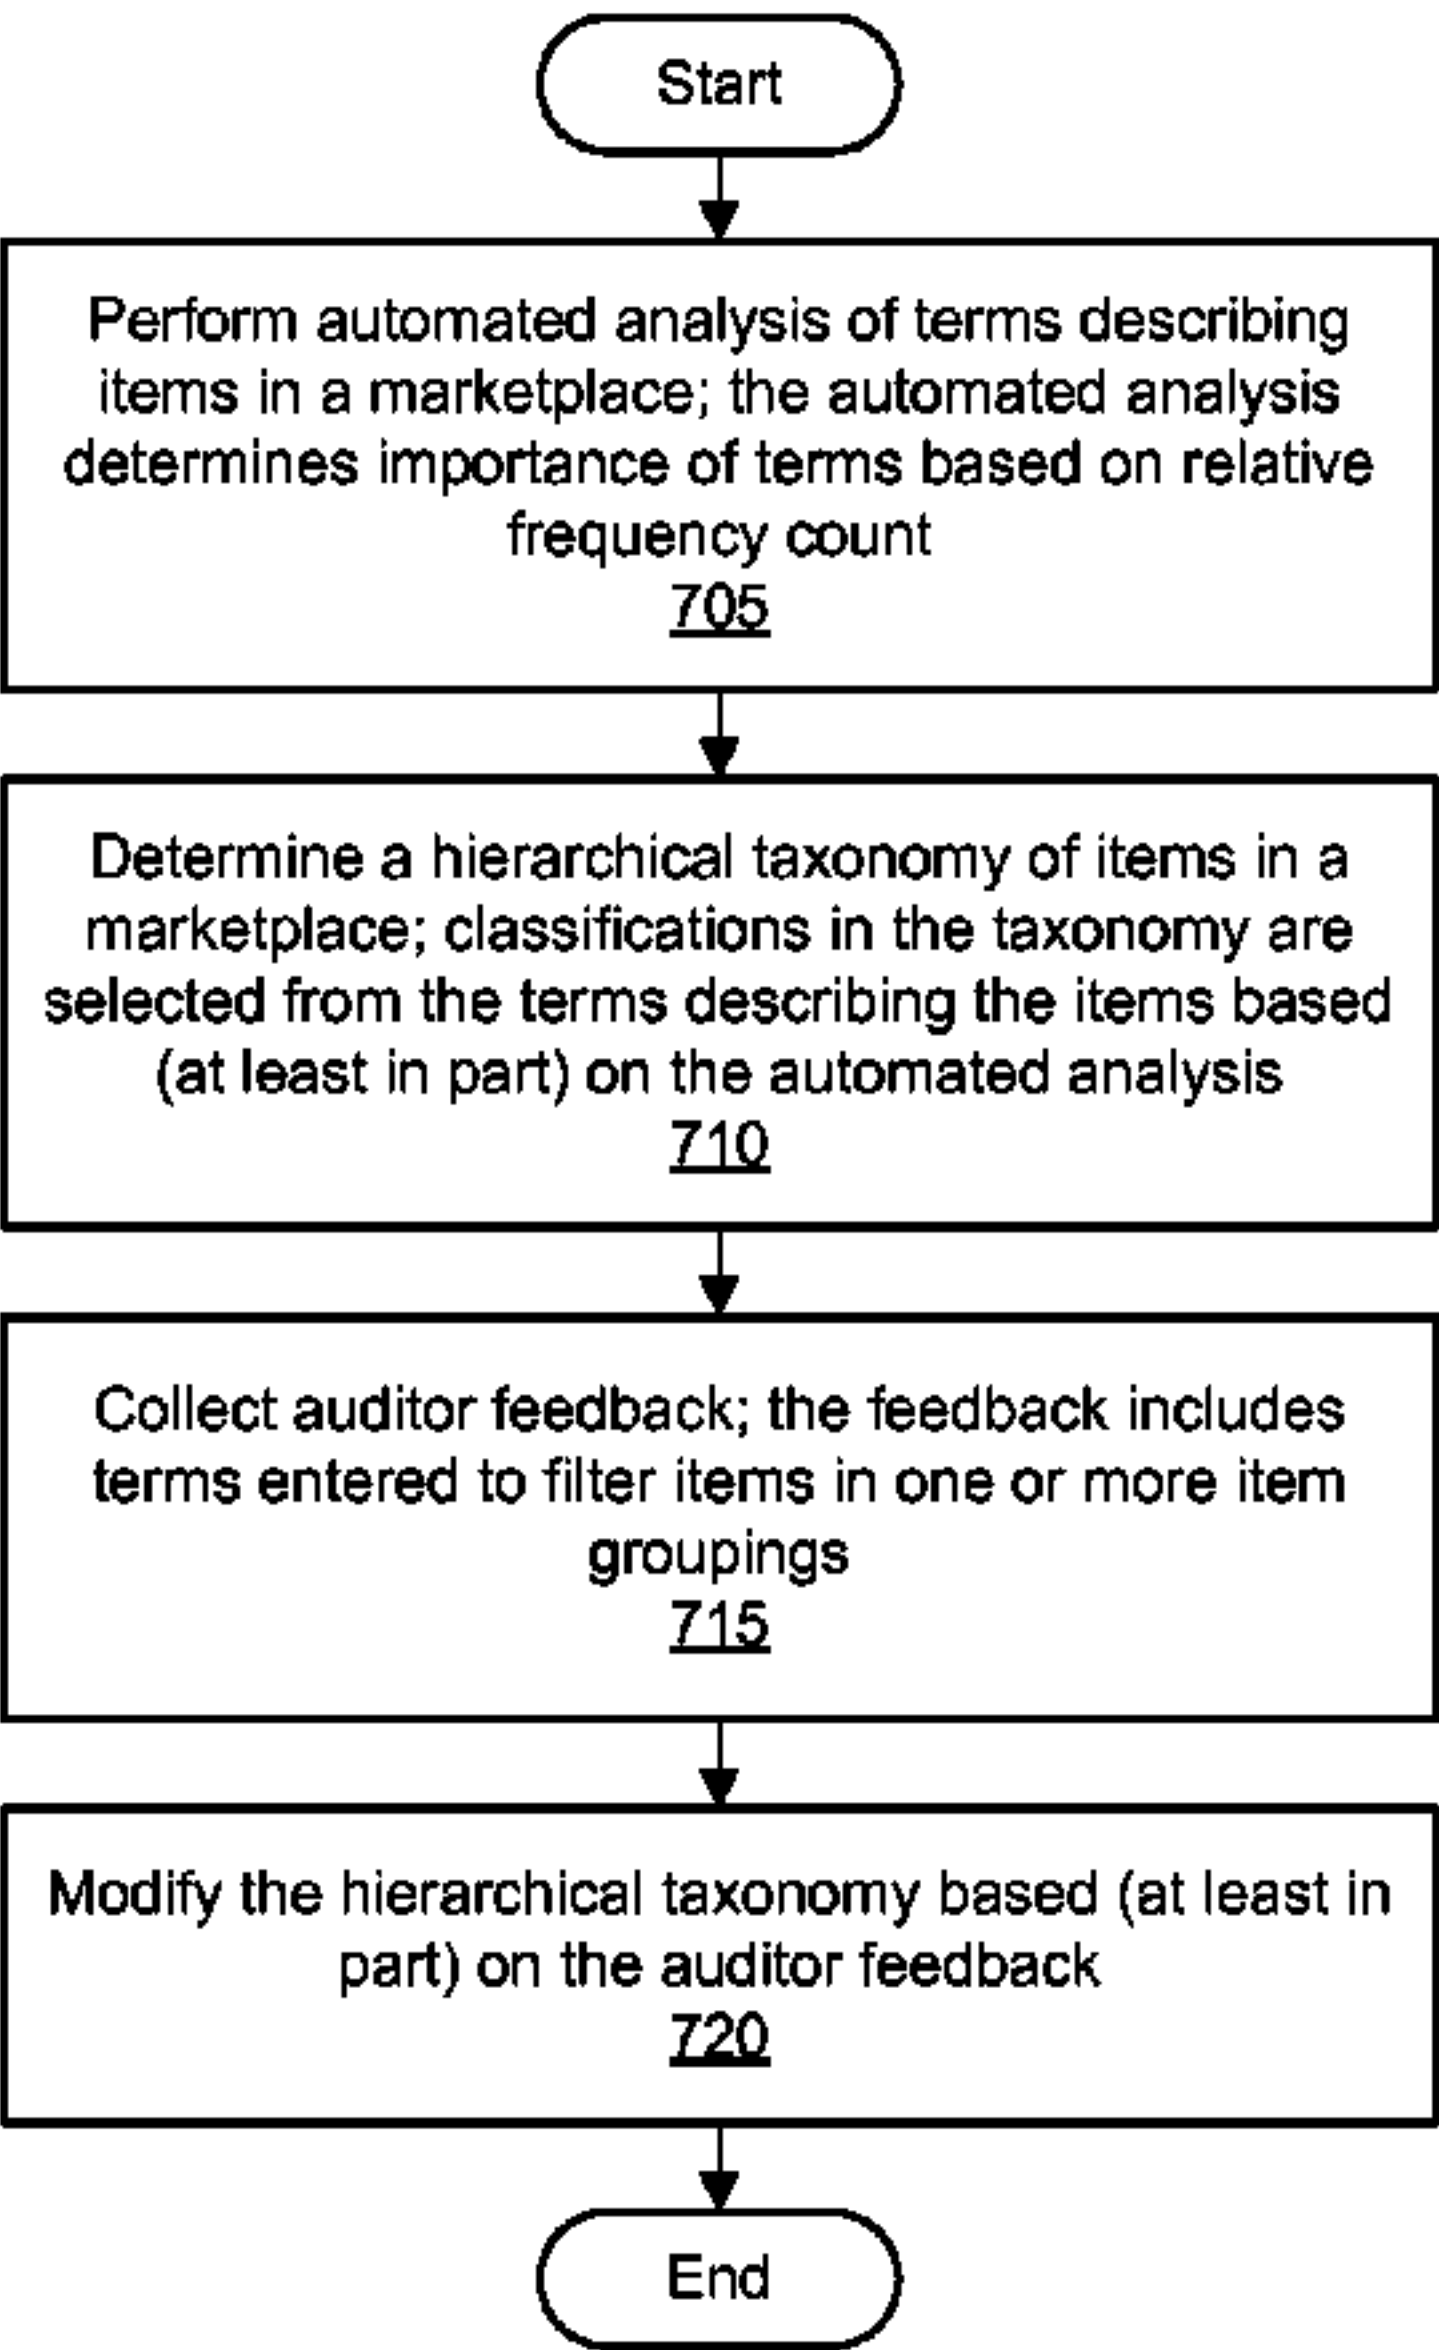 Start
Perform automated analysis of terms describing
items in a marketplace; the automated analysis
determines importance of terms based on relative
frequency count
705
Determine a hierarchical taxonomy of items in a
marketplace; classifications in the taxonomy are
selected from the terms describing the items based
(at least in part) on the automated analysis
710
Collect auditor feedback; the feedback includes
terms entered to filter items in one or more item
groupings
715
Modify the hierarchical taxonomy based (at least in
part) on the auditor feedback
720
End